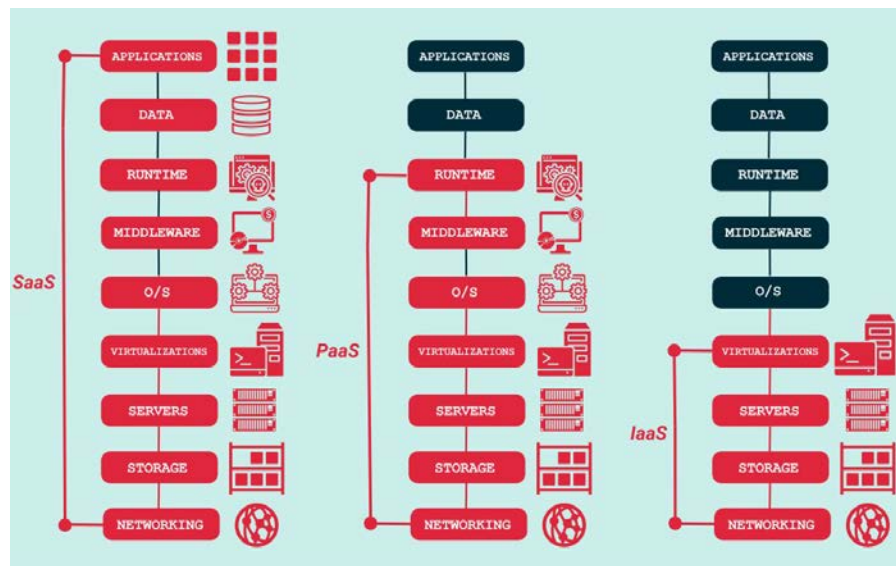 APPLICATIONS
DATA
RUNTIME
MIDDLEWARE
O/S
VIRTUALIZATIONS
SERVERS
STORAGE
NETWORKING
SaaS
APPLICATIONS
DATA
RUNTIME
MIDDLEWARE
O/S
VIRTUALIZATIONS
SERVERS
STORAGE
NETWORKING
PaaS
APPLICATIONS
DATA
RUNTIME
MIDDLEWARE
O/S
VIRTUALIZATIONS
SERVERS
STORAGE
NETWORKING
IaaS